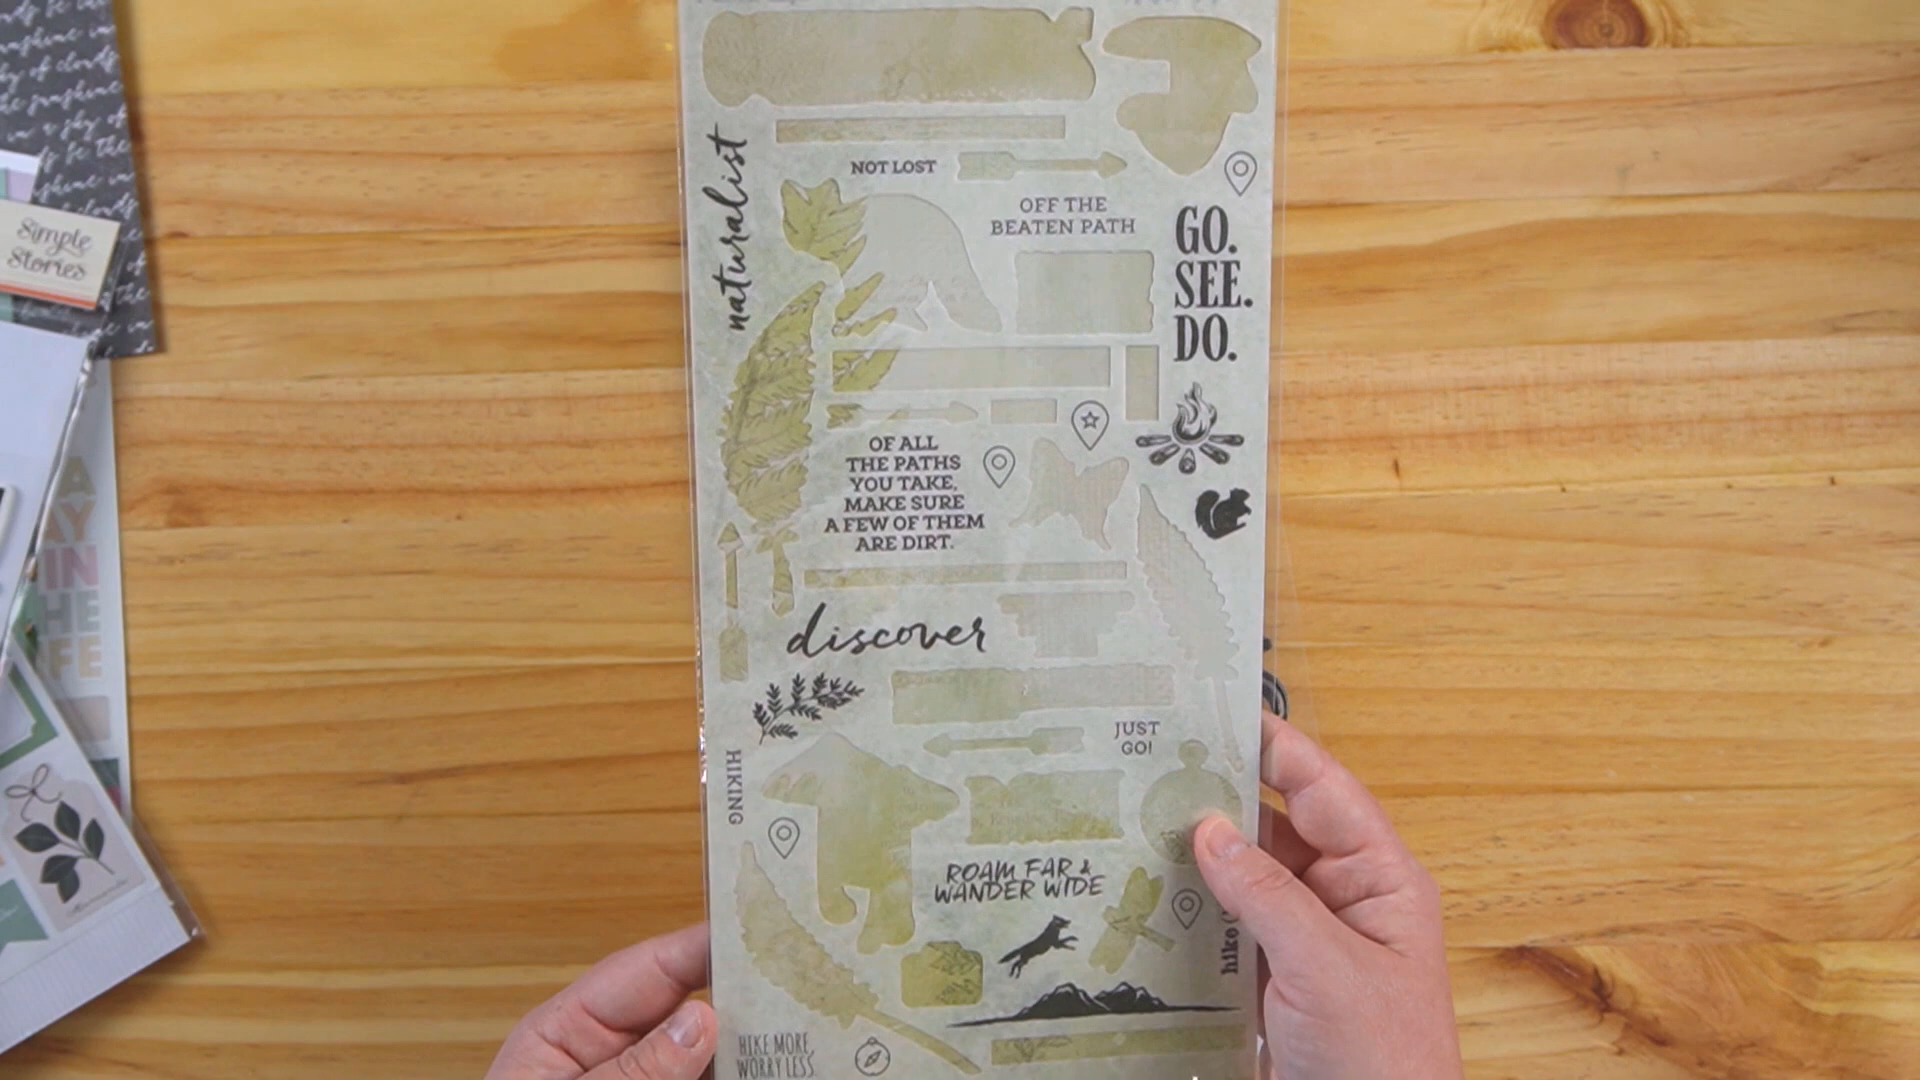 naturalist
NOT LOST
OFF THE
BEATEN PATH
GO.
SEE.
DO.
OF ALL
THE PATHS
YOU TAKE,
MAKE SURE
A FEW OF THEM
ARE DIRT.
discover
JUST
GO!
HIKING
ROAM FAR &
WANDER WIDE
hike
HIKE MORE,
WORRY LESS.
Simple
Stories